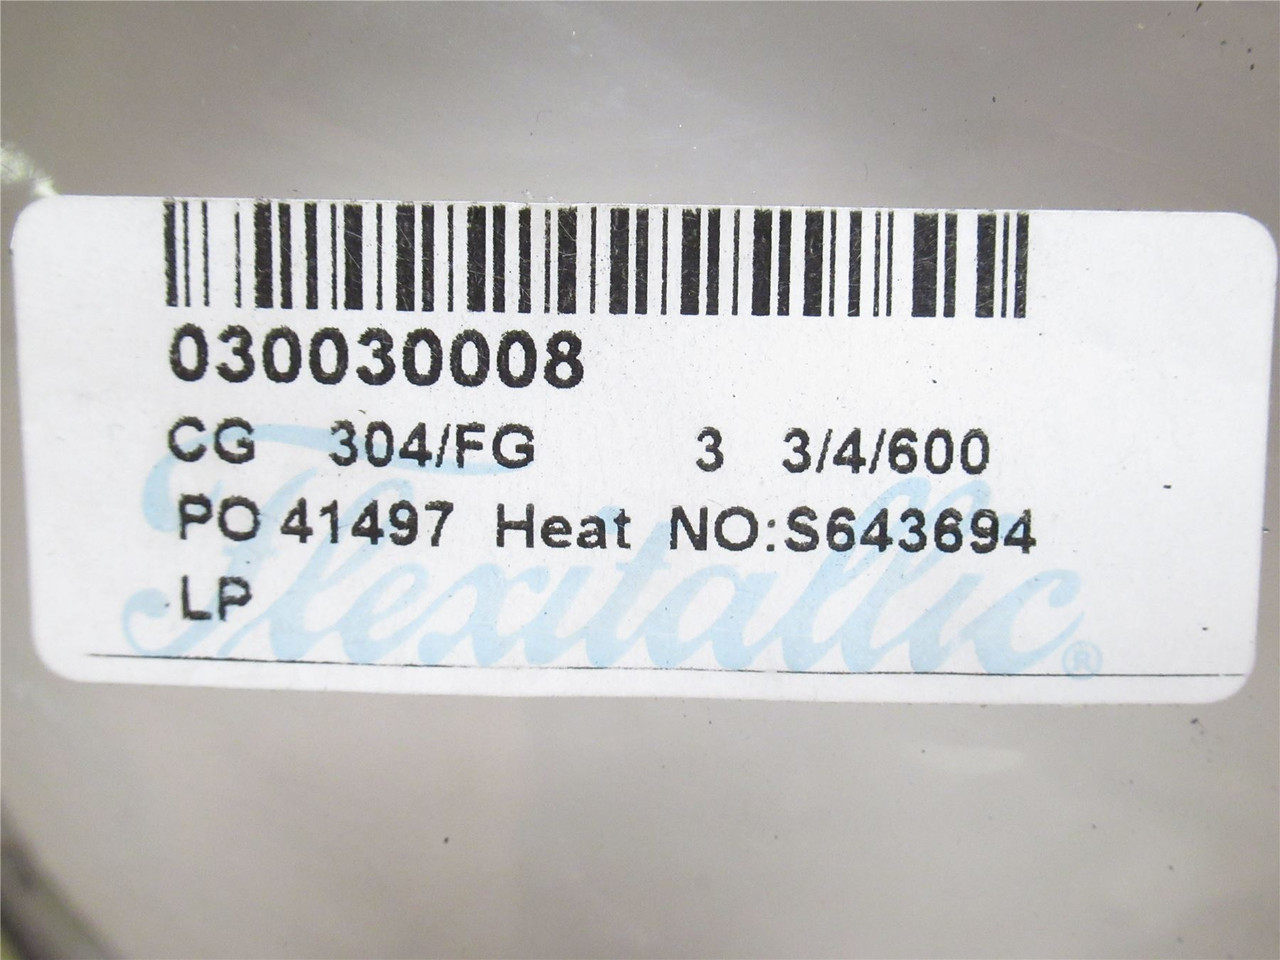 030030008
CG 304/FG 3 3/4/600
PO 41497 Heat NO:S643694
LP
Flexitallic®